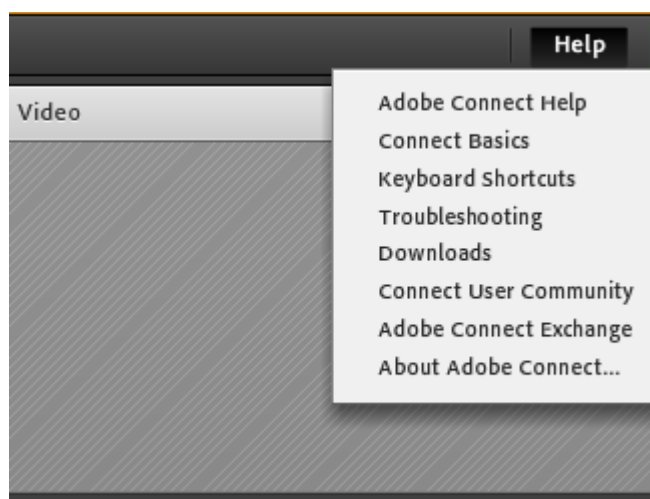 Help
Video
Adobe Connect Help
Connect Basics
Keyboard Shortcuts
Troubleshooting
Downloads
Connect User Community
Adobe Connect Exchange
About Adobe Connect...